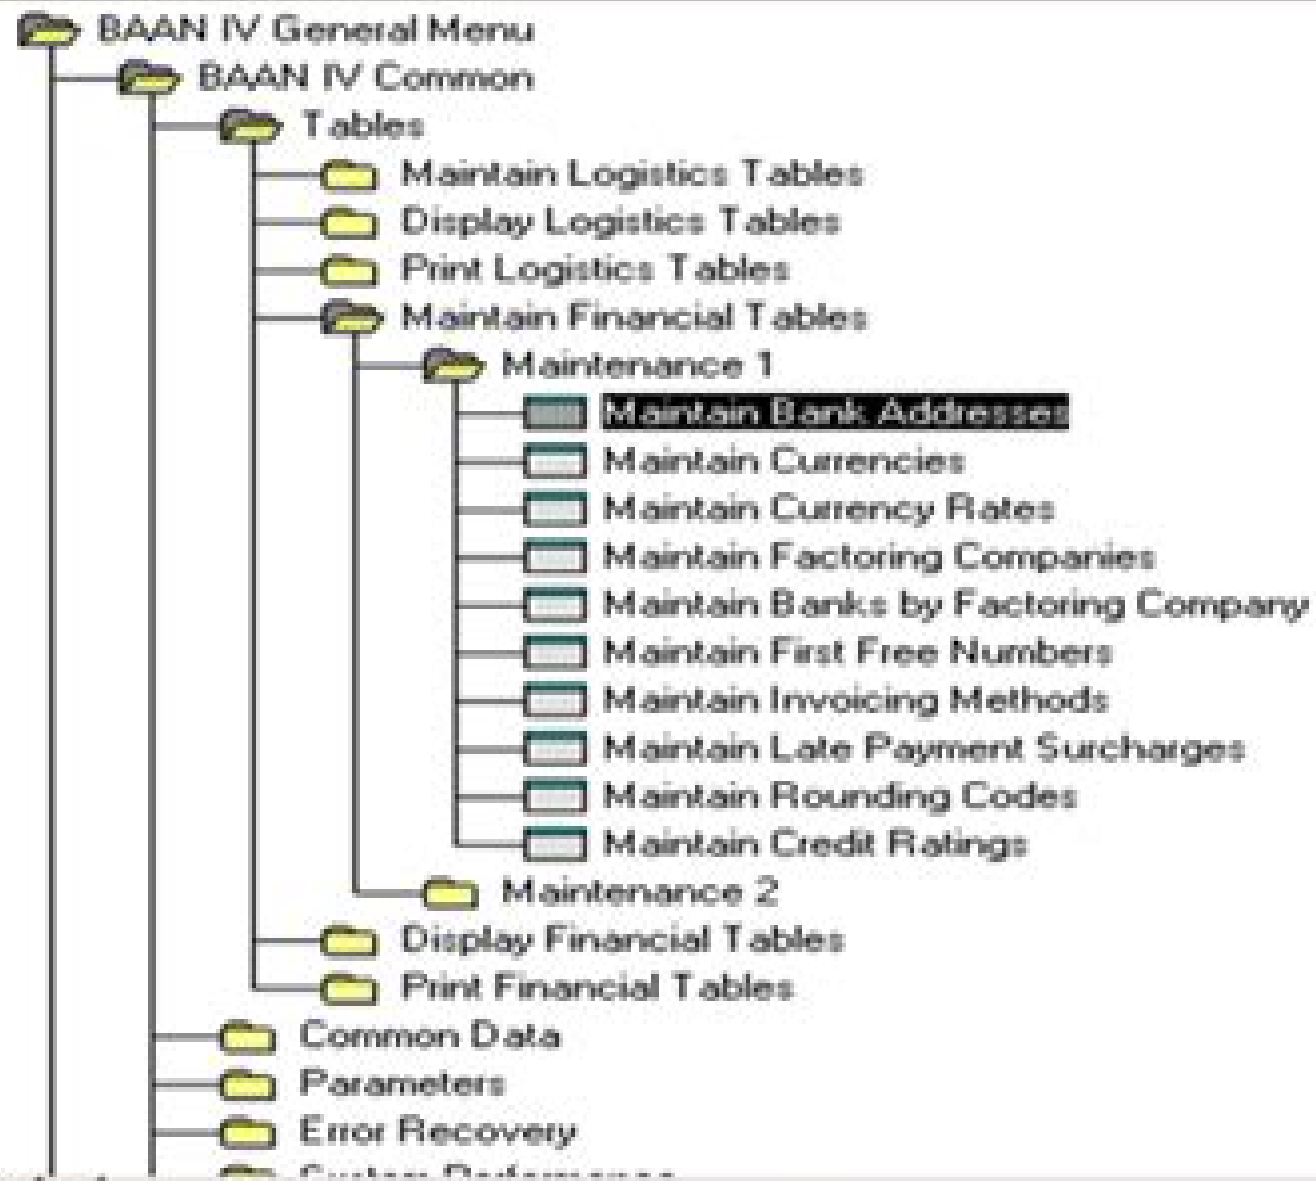 BAAN IV General Menu
BAAN IV Common
Tables
Maintain Logistics Tables
Display Logistics Tables
Print Logistics Tables
Maintain Financial Tables
Maintenance 1
Maintain Bank Addresses
Maintain Currencies
Maintain Currency Rates
Maintain Factoring Companies
Maintain Banks by Factoring Company
Maintain First Free Numbers
Maintain Invoicing Methods
Maintain Late Payment Surcharges
Maintain Rounding Codes
Maintain Credit Ratings
Maintenance 2
Display Financial Tables
Print Financial Tables
Common Data
Parameters
Error Recovery